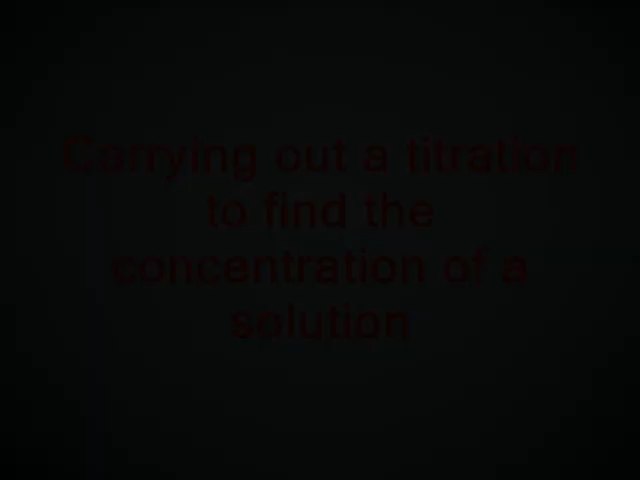 Carrying out a titration
to find the
concentration of a
solution